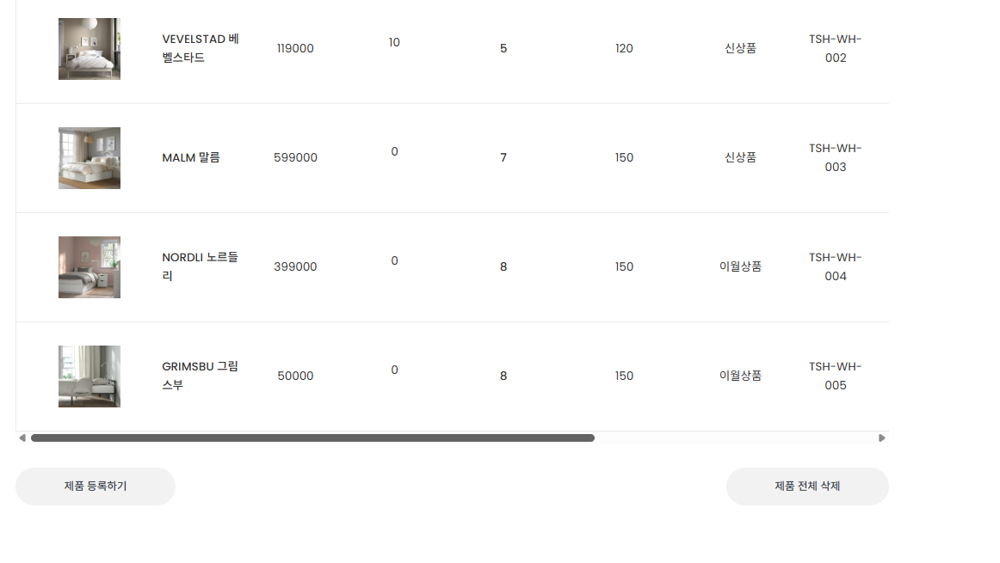 VEVELSTAD 베
벨스타드
119000
10
5
120
신상품
TSH-WH-
002
MALM 말름
599000
0
7
150
신상품
TSH-WH-
003
NORDLI 노르들
리
399000
0
8
150
이월상품
TSH-WH-
004
GRIMSBU 그림
스부
50000
0
8
150
이월상품
TSH-WH-
005
제품 등록하기
제품 전체 삭제